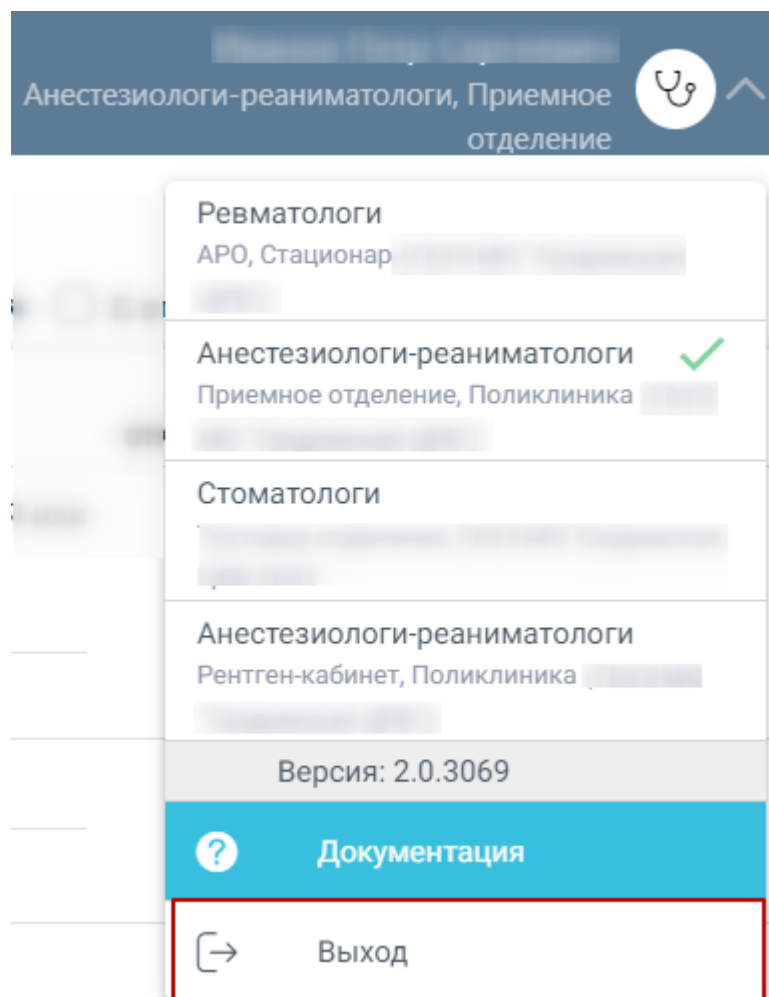 Анестезиологи-реаниматологи, Приемное
отделение
Ревматологи
АРО, Стационар
Анестезиологи-реаниматологи
Приемное отделение, Поликлиника
Стоматологи
Анестезиологи-реаниматологи
Рентген-кабинет, Поликлиника
Версия: 2.0.3069
Документация
Выход